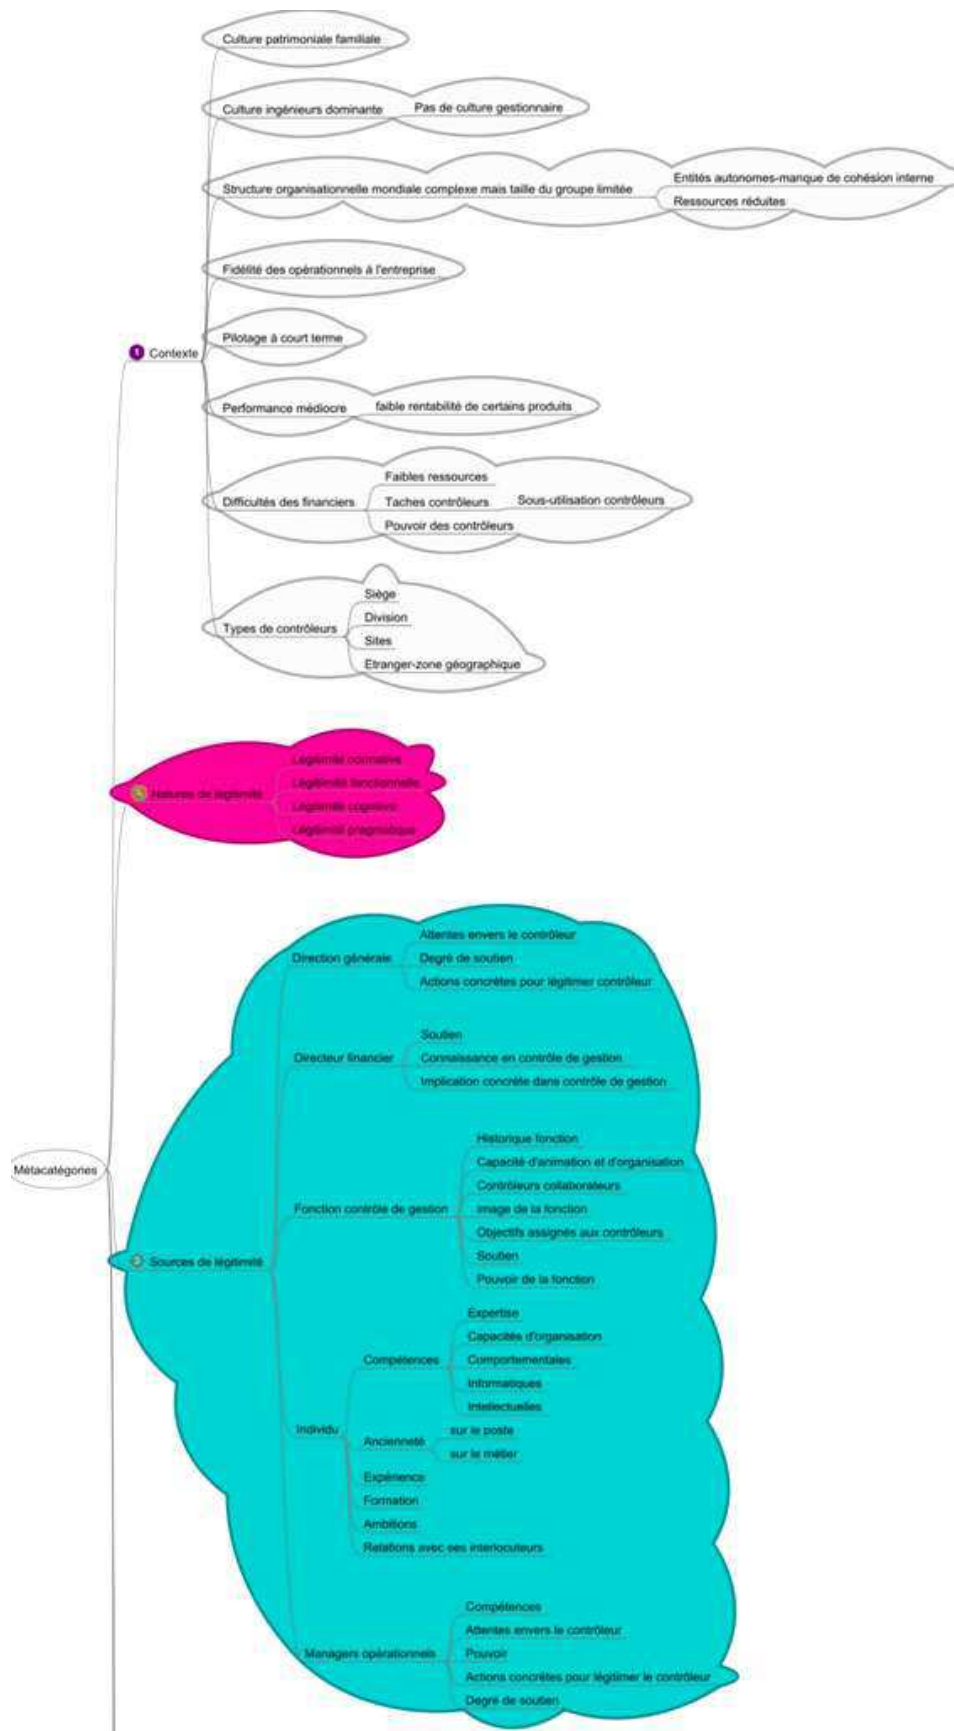 Culture patrimoniale familiale
Culture ingénieurs dominante
Pas de culture gestionnaire
Structure organisationnelle mondiale complexe mais taille du groupe limitée
Entités autonomes-manque de cohésion interne
Ressources réduites
Fidélité des opérationnels à l'entreprise
Pilotage à court terme
1 Contexte
Performance médiocre
faible rentabilité de certains produits
Difficultés des financiers
Faibles ressources
Taches contrôleurs
Sous-utilisation contrôleurs
Pouvoir des contrôleurs
Types de contrôleurs
Siège
Division
Sites
Etranger-zone géographique
Natures de légitimité
Légitimité normative
Légitimité fonctionnelle
Légitimité cognitive
Légitimité pragmatique
Métacatégories
Sources de légitimité
Direction générale
Attentes envers le contrôleur
Degré de soutien
Actions concrètes pour légitimer contrôleur
Directeur financier
Soutien
Connaissance en contrôle de gestion
Implication concrète dans contrôle de gestion
Fonction contrôle de gestion
Historique fonction
Capacité d'animation et d'organisation
Contrôleurs collaborateurs
Image de la fonction
Objectifs assignés aux contrôleurs
Soutien
Pouvoir de la fonction
Individu
Compétences
Expertise
Capacités d'organisation
Comportementales
Informatiques
Intellectuelles
Ancienneté
sur le poste
sur le métier
Expérience
Formation
Ambitions
Relations avec ses interlocuteurs
Managers opérationnels
Compétences
Attentes envers le contrôleur
Pouvoir
Actions concrètes pour légitimer le contrôleur
Degré de soutien